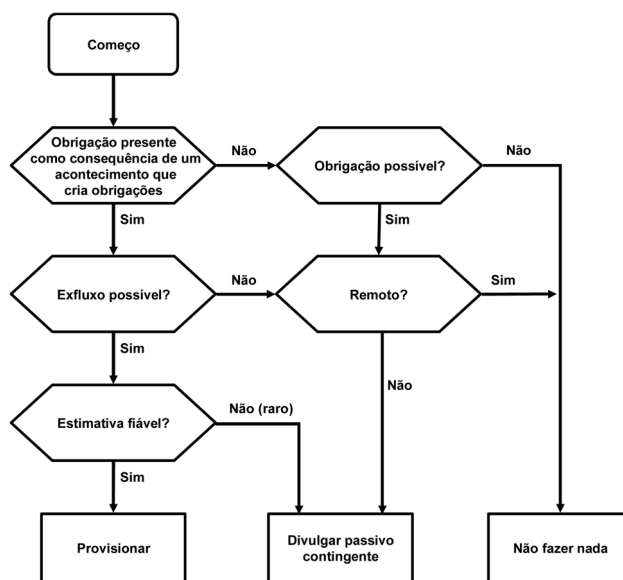 Começo
Obrigação presente
como consequência de um
acontecimento que
cria obrigações
Não
Obrigação possível?
Não
Sim
Sim
Exfluxo possível?
Não
Remoto?
Sim
Sim
Não
Estimativa fiável?
Não (raro)
Sim
Provisionar
Divulgar passivo
contingente
Não fazer nada